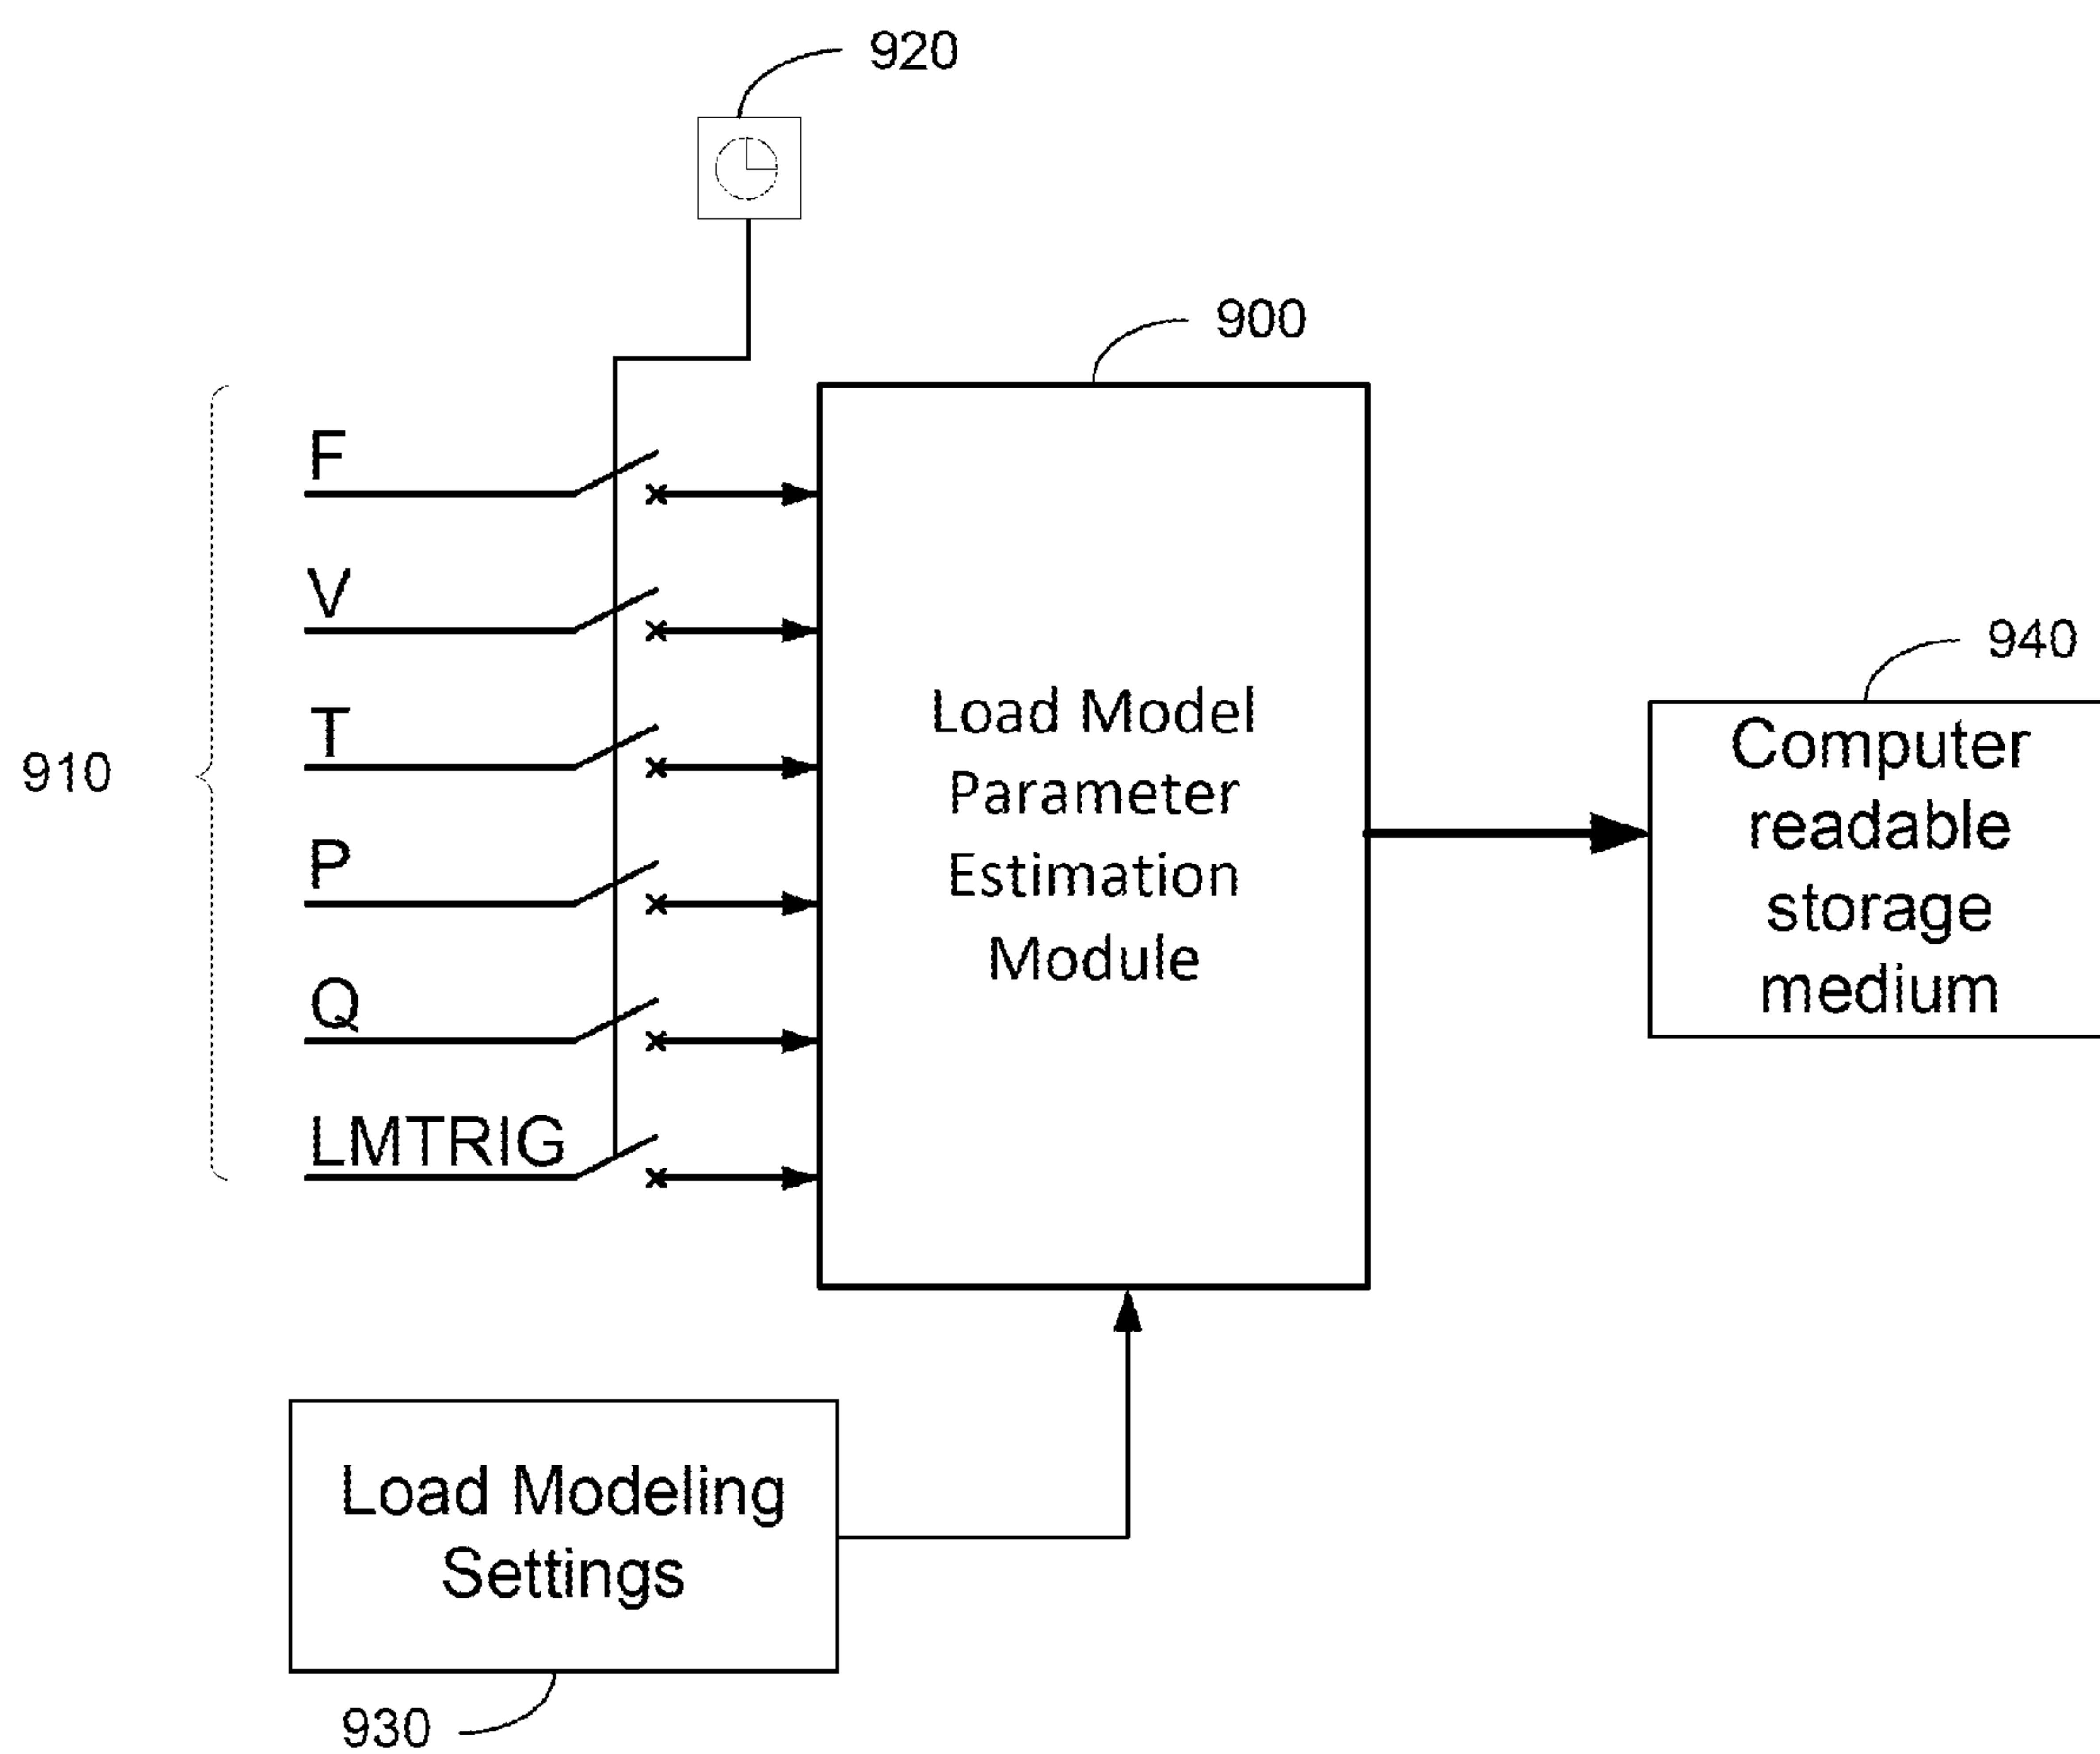 920
900
F
V
T
P
Q
LMTRIG
910
Load Model
Parameter
Estimation
Module
940
Computer
readable
storage
medium
Load Modeling
Settings
930